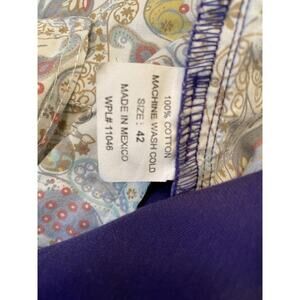 100% COTTON
MACHINE WASH COLD
SIZE: 42
MADE IN MEXICO
WPL# 11046